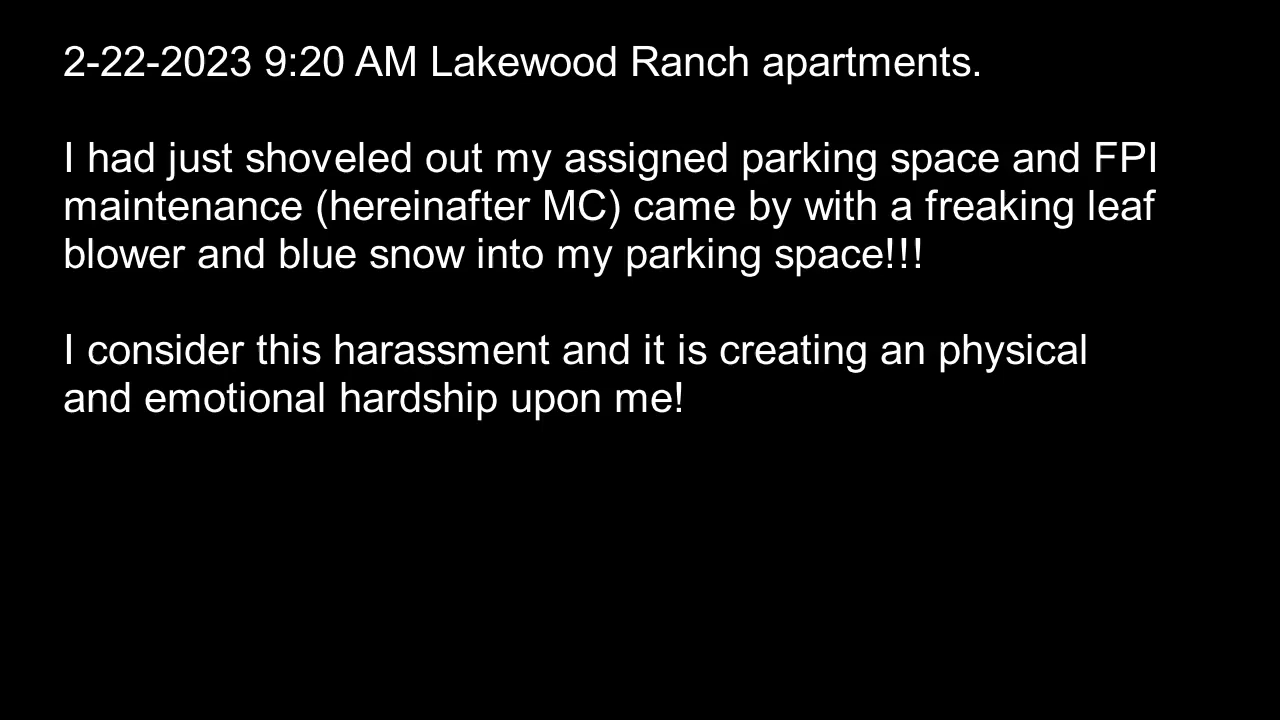 2-22-2023 9:20 AM Lakewood Ranch apartments.
I had just shoveled out my assigned parking space and FPI
maintenance (hereinafter MC) came by with a freaking leaf
blower and blue snow into my parking space!!!
I consider this harassment and it is creating an physical
and emotional hardship upon me!